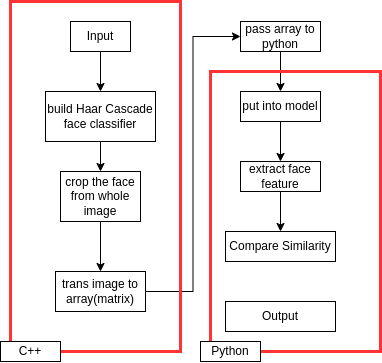 Input
build Haar Cascade
face classifier
crop the face
from whole
image
trans image to
array(matrix)
C++
pass array to
python
put into model
extract face
feature
Compare Similarity
Output
Python